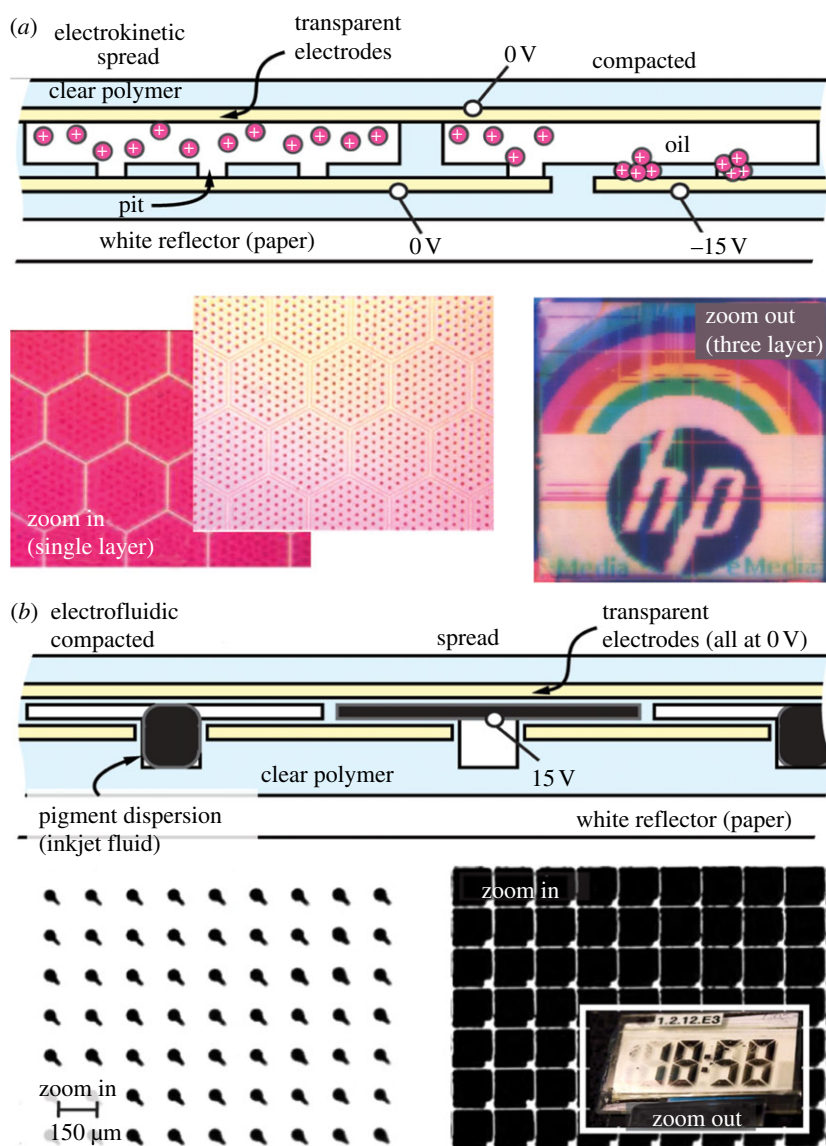 (a)
electrokinetic
spread
transparent
electrodes
0 V
compacted
clear polymer
+ + + + + + + + + + + + +
oil
pit
white reflector (paper)
0 V
–15 V
zoom in
(single layer)
zoom out
(three layer)
hp
Media
eMedia
(b)
electrofluidic
compacted
spread
transparent
electrodes (all at 0 V)
clear polymer
15 V
pigment dispersion
(inkjet fluid)
white reflector (paper)
zoom in
150 µm
zoom in
1.2.12.E3
18:58
zoom out